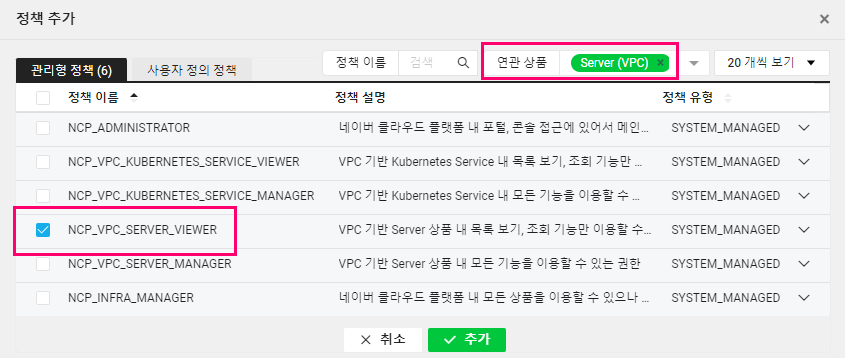 정책 추가
관리형 정책 (6) 사용자 정의 정책 정책 이름 검색 연관 상품 Server (VPC) 20 개씩 보기
정책 이름 정책 설명 정책 유형
NCP_ADMINISTRATOR 네이버 클라우드 플랫폼 내 포털, 콘솔 접근에 있어서 메인... SYSTEM_MANAGED
NCP_VPC_KUBERNETES_SERVICE_VIEWER VPC 기반 Kubernetes Service 내 목록 보기, 조회 기능만 ... SYSTEM_MANAGED
NCP_VPC_KUBERNETES_SERVICE_MANAGER VPC 기반 Kubernetes Service 내 모든 기능을 이용할 수 ... SYSTEM_MANAGED
NCP_VPC_SERVER_VIEWER VPC 기반 Server 상품 내 목록 보기, 조회 기능만 이용할 수... SYSTEM_MANAGED
NCP_VPC_SERVER_MANAGER VPC 기반 Server 상품 내 모든 기능을 이용할 수 있는 권한 SYSTEM_MANAGED
NCP_INFRA_MANAGER 네이버 클라우드 플랫폼 내 모든 상품을 이용할 수 있으나 ... SYSTEM_MANAGED
취소 추가